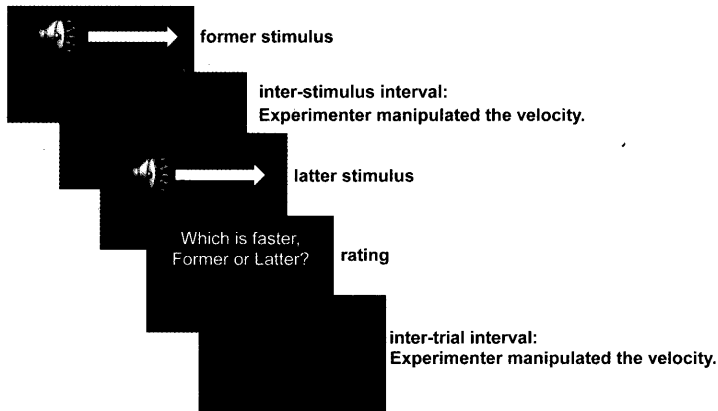 former stimulus
inter-stimulus interval:
Experimenter manipulated the velocity.
latter stimulus
Which is faster,
Former or Latter?
rating
inter-trial interval:
Experimenter manipulated the velocity.